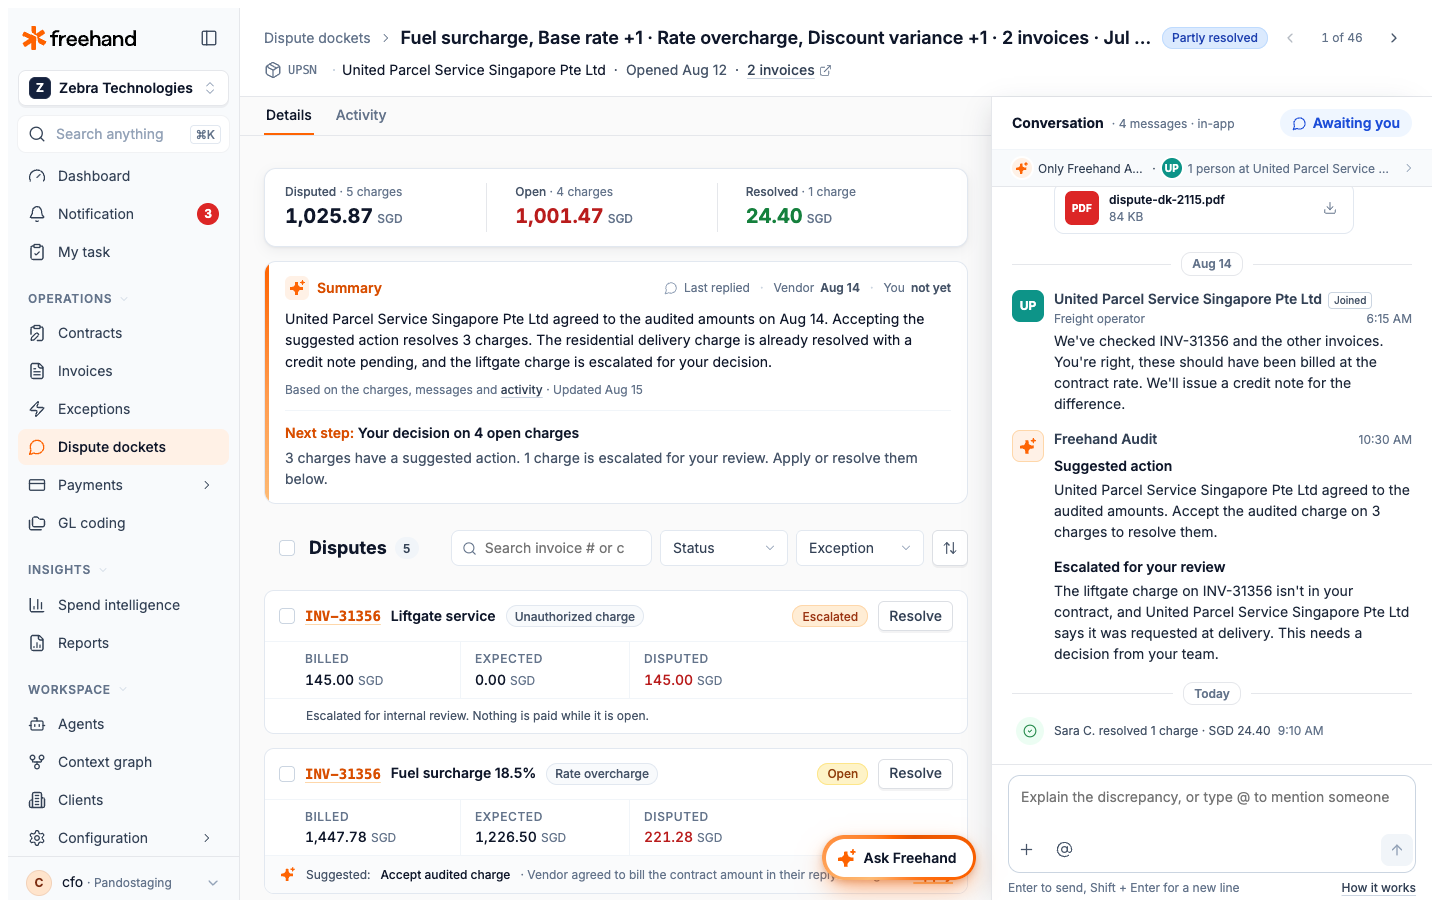 freehand
Z Zebra Technologies
Search anything ⌘K
Dashboard
Notification 3
My task
OPERATIONS
Contracts
Invoices
Exceptions
Dispute dockets
Payments
GL coding
INSIGHTS
Spend intelligence
Reports
WORKSPACE
Agents
Context graph
Clients
Configuration
C cfo · Pandostaging
Dispute dockets > Fuel surcharge, Base rate +1 · Rate overcharge, Discount variance +1 · 2 invoices · Jul ... Partly resolved 1 of 46
UPSN · United Parcel Service Singapore Pte Ltd · Opened Aug 12 · 2 invoices
Details Activity
Disputed · 5 charges
1,025.87 SGD
Open · 4 charges
1,001.47 SGD
Resolved · 1 charge
24.40 SGD
Summary Last replied · Vendor Aug 14 · You not yet
United Parcel Service Singapore Pte Ltd agreed to the audited amounts on Aug 14. Accepting the
suggested action resolves 3 charges. The residential delivery charge is already resolved with a
credit note pending, and the liftgate charge is escalated for your decision.
Based on the charges, messages and activity · Updated Aug 15
Next step: Your decision on 4 open charges
3 charges have a suggested action. 1 charge is escalated for your review. Apply or resolve them
below.
Disputes 5 Search invoice # or c Status Exception
INV-31356 Liftgate service Unauthorized charge Escalated Resolve
BILLED EXPECTED DISPUTED
145.00 SGD 0.00 SGD 145.00 SGD
Escalated for internal review. Nothing is paid while it is open.
INV-31356 Fuel surcharge 18.5% Rate overcharge Open Resolve
BILLED EXPECTED DISPUTED
1,447.78 SGD 1,226.50 SGD 221.28 SGD
Suggested: Accept audited charge · Vendor agreed to bill the contract amount in their reply
Ask Freehand
Conversation · 4 messages · in-app Awaiting you
Only Freehand A... · UP 1 person at United Parcel Service ...
PDF dispute-dk-2115.pdf
84 KB
Aug 14
UP United Parcel Service Singapore Pte Ltd Joined
Freight operator 6:15 AM
We've checked INV-31356 and the other invoices.
You're right, these should have been billed at the
contract rate. We'll issue a credit note for the
difference.
Freehand Audit 10:30 AM
Suggested action
United Parcel Service Singapore Pte Ltd agreed to the
audited amounts. Accept the audited charge on 3
charges to resolve them.
Escalated for your review
The liftgate charge on INV-31356 isn't in your
contract, and United Parcel Service Singapore Pte Ltd
says it was requested at delivery. This needs a
decision from your team.
Today
Sara C. resolved 1 charge · SGD 24.40 9:10 AM
Explain the discrepancy, or type @ to mention someone
Enter to send, Shift + Enter for a new line How it works